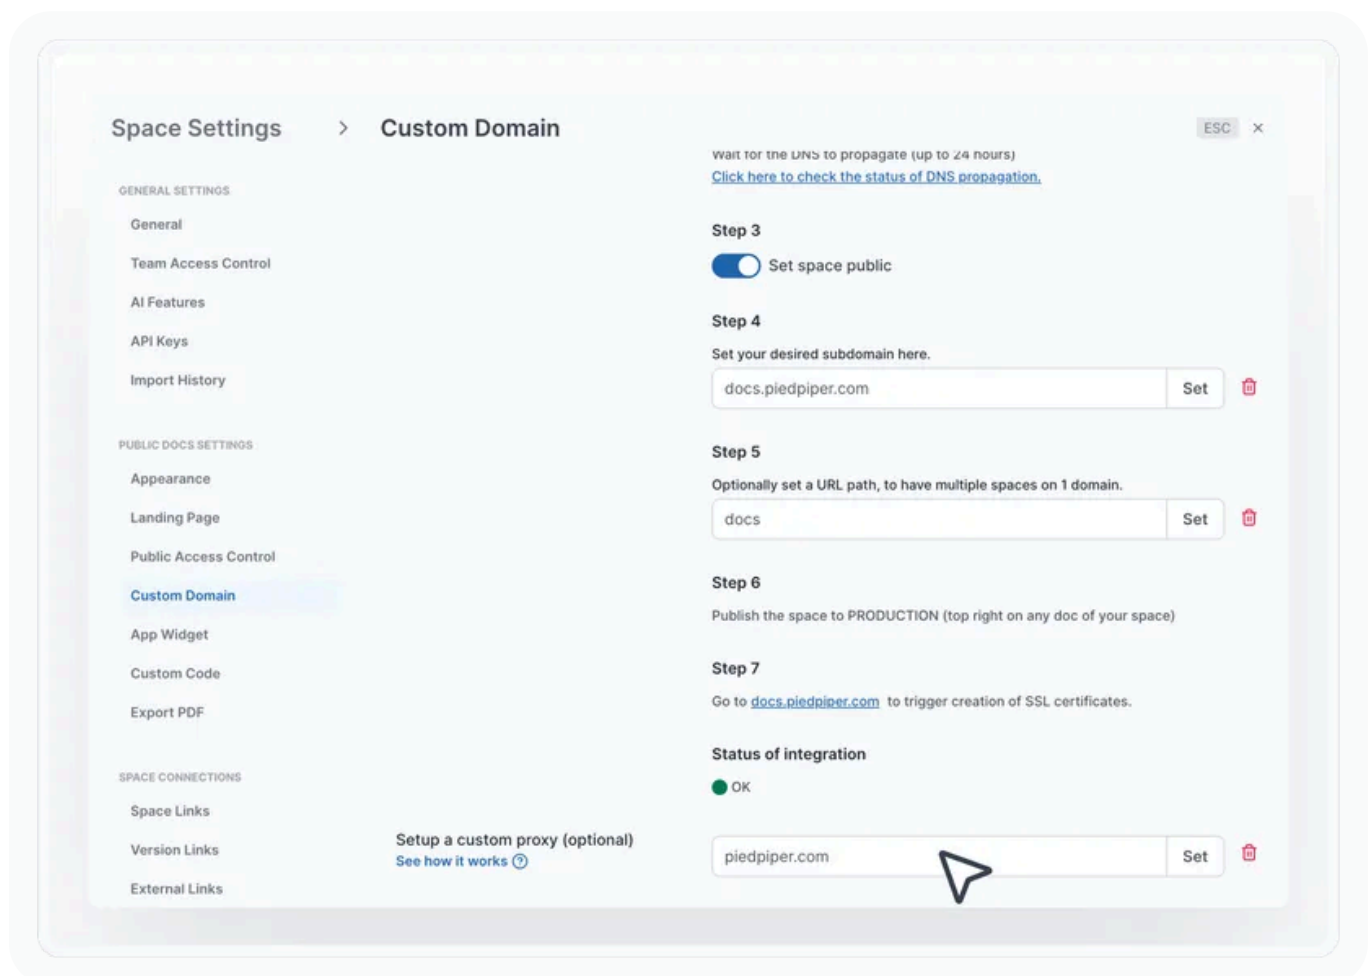 Space Settings > Custom Domain ESC ×
GENERAL SETTINGS
General
Team Access Control
AI Features
API Keys
Import History
PUBLIC DOCS SETTINGS
Appearance
Landing Page
Public Access Control
Custom Domain
App Widget
Custom Code
Export PDF
SPACE CONNECTIONS
Space Links
Version Links
External Links
Wait for the DNS to propagate (up to 24 hours)
Click here to check the status of DNS propagation.
Step 3
Set space public
Step 4
Set your desired subdomain here.
docs.piedpiper.com Set
Step 5
Optionally set a URL path, to have multiple spaces on 1 domain.
docs Set
Step 6
Publish the space to PRODUCTION (top right on any doc of your space)
Step 7
Go to docs.piedpiper.com to trigger creation of SSL certificates.
Status of integration
OK
Setup a custom proxy (optional)
See how it works ?
piedpiper.com Set